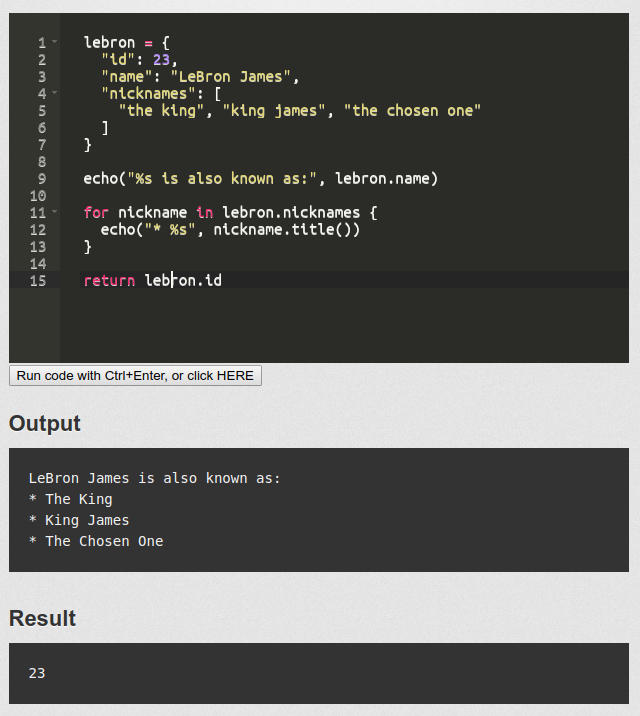 1 lebron = {
2 "id": 23,
3 "name": "LeBron James",
4 "nicknames": [
5 "the king", "king james", "the chosen one"
6 ]
7 }
8
9 echo("%s is also known as:", lebron.name)
10
11 for nickname in lebron.nicknames {
12 echo("* %s", nickname.title())
13 }
14
15 return lebron.id
Run code with Ctrl+Enter, or click HERE
Output
LeBron James is also known as:
* The King
* King James
* The Chosen One
Result
23